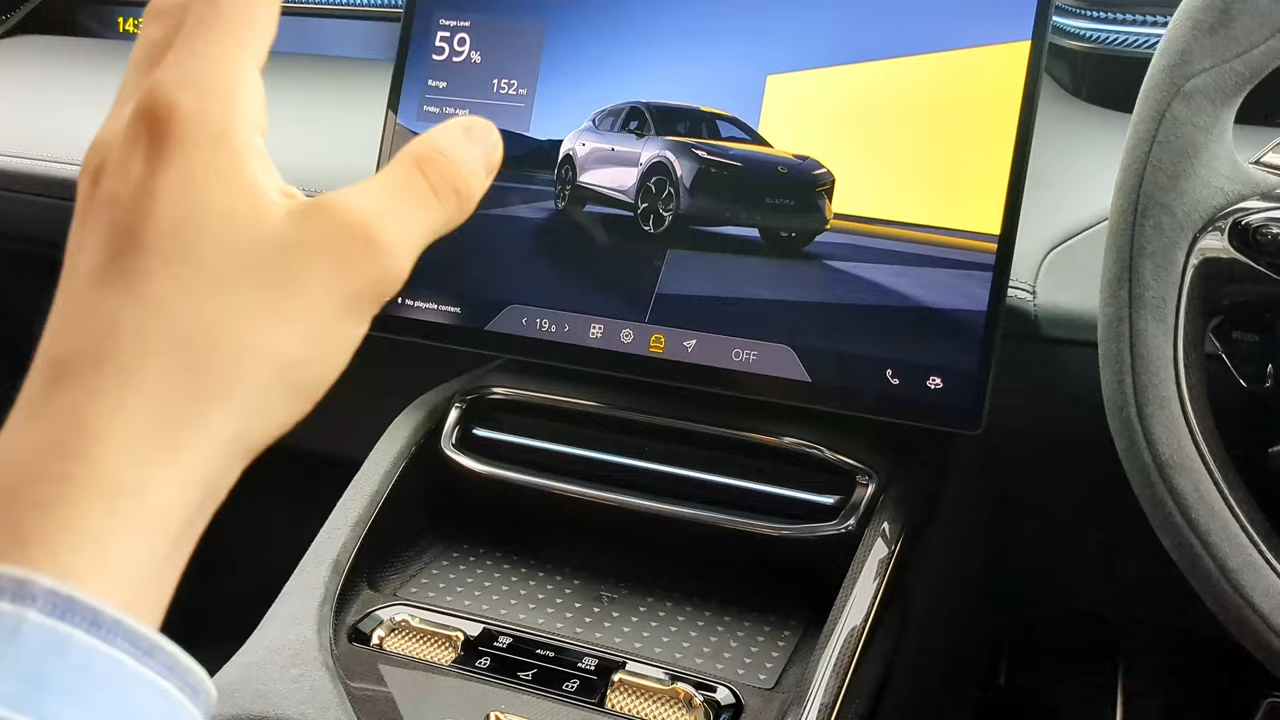 14:3
Charge Level
59%
Range 152 mi
Friday, 12th April
No playable content.
< 19.0 > OFF
MAX AUTO REAR
REGEN